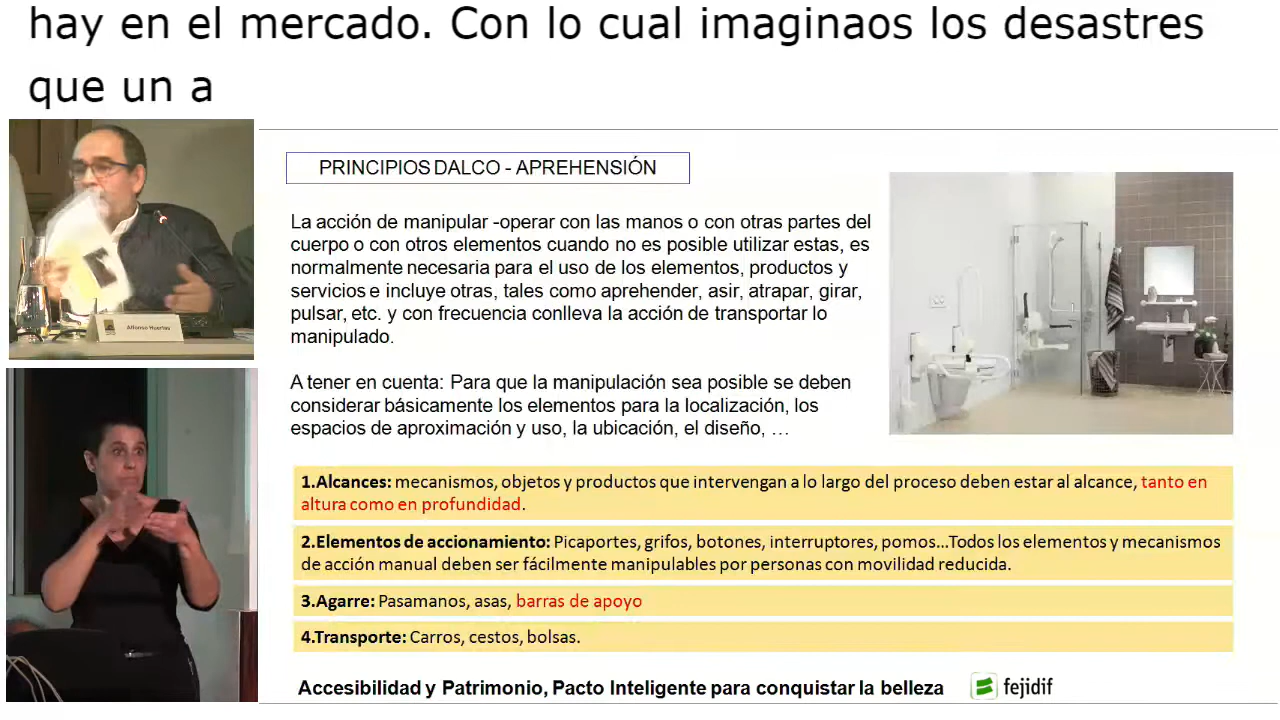 hay en el mercado. Con lo cual imaginaos los desastres
que un a
Alfonso Huertas
PRINCIPIOS DALCO - APREHENSIÓN
La acción de manipular -operar con las manos o con otras partes del
cuerpo o con otros elementos cuando no es posible utilizar estas, es
normalmente necesaria para el uso de los elementos, productos y
servicios e incluye otras, tales como aprehender, asir, atrapar, girar,
pulsar, etc. y con frecuencia conlleva la acción de transportar lo
manipulado.
A tener en cuenta: Para que la manipulación sea posible se deben
considerar básicamente los elementos para la localización, los
espacios de aproximación y uso, la ubicación, el diseño, …
1.Alcances: mecanismos, objetos y productos que intervengan a lo largo del proceso deben estar al alcance, tanto en
altura como en profundidad.
2.Elementos de accionamiento: Picaportes, grifos, botones, interruptores, pomos...Todos los elementos y mecanismos
de acción manual deben ser fácilmente manipulables por personas con movilidad reducida.
3.Agarre: Pasamanos, asas, barras de apoyo
4.Transporte: Carros, cestos, bolsas.
Accesibilidad y Patrimonio, Pacto Inteligente para conquistar la belleza
fejidif